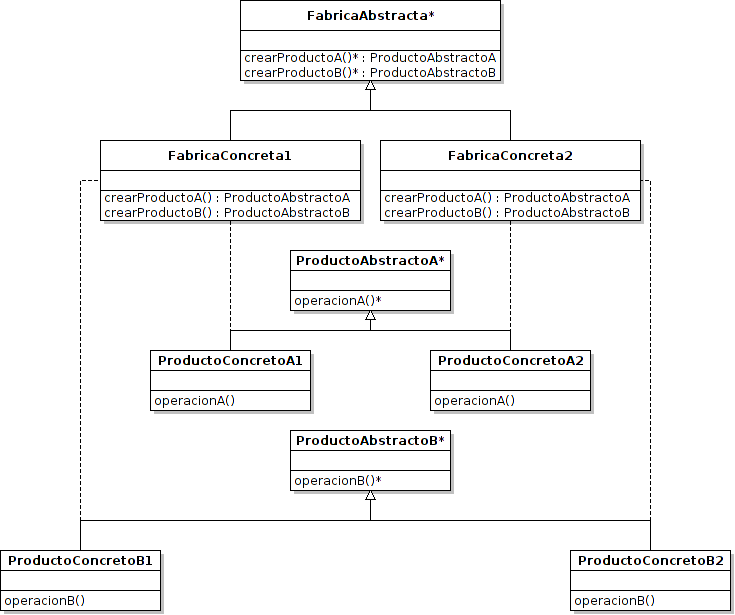 FabricaAbstracta*
crearProductoA()* : ProductoAbstractoA
crearProductoB()* : ProductoAbstractoB
FabricaConcreta1
crearProductoA() : ProductoAbstractoA
crearProductoB() : ProductoAbstractoB
FabricaConcreta2
crearProductoA() : ProductoAbstractoA
crearProductoB() : ProductoAbstractoB
ProductoAbstractoA*
operacionA()*
ProductoConcretoA1
operacionA()
ProductoConcretoA2
operacionA()
ProductoAbstractoB*
operacionB()*
ProductoConcretoB1
operacionB()
ProductoConcretoB2
operacionB()